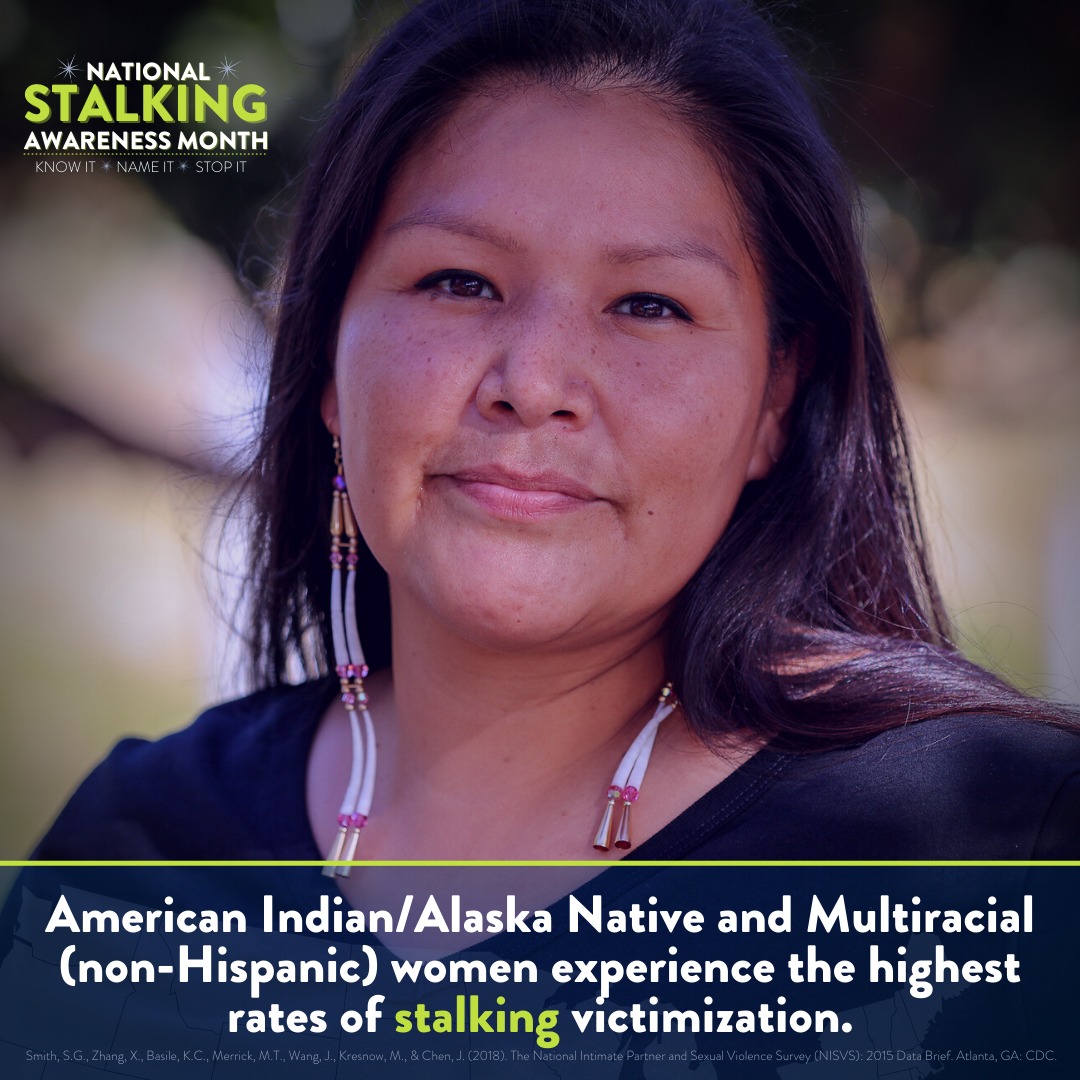 NATIONAL
STALKING
AWARENESS MONTH
KNOW IT * NAME IT * STOP IT
American Indian/Alaska Native and Multiracial
(non-Hispanic) women experience the highest
rates of stalking victimization.
Smith, S.G., Zhang, X., Basile, K.C., Merrick, M.T., Wang, J., Kresnow, M., & Chen, J. (2018). The National Intimate Partner and Sexual Violence Survey (NISVS): 2015 Data Brief. Atlanta, GA: CDC.